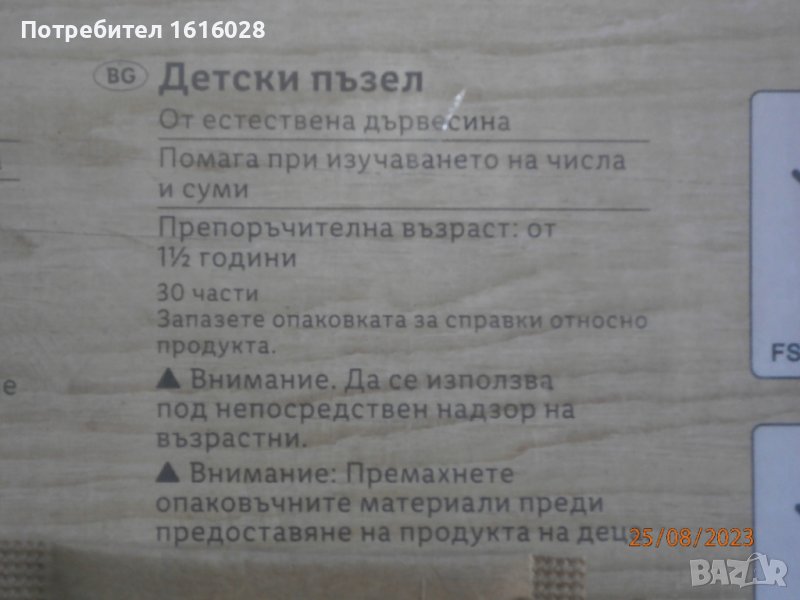 Потребител 1616028
BG Детски пъзел
От естествена дървесина
Помага при изучаването на числа
и суми
Препоръчителна възраст: от
1½ години
30 части
Запазете опаковката за справки относно
продукта.
Внимание. Да се използва
под непосредствен надзор на
възрастни.
Внимание: Премахнете
опаковъчните материали преди
предоставяне на продукта на деца
25/08/2023
FS
е
BAZAR